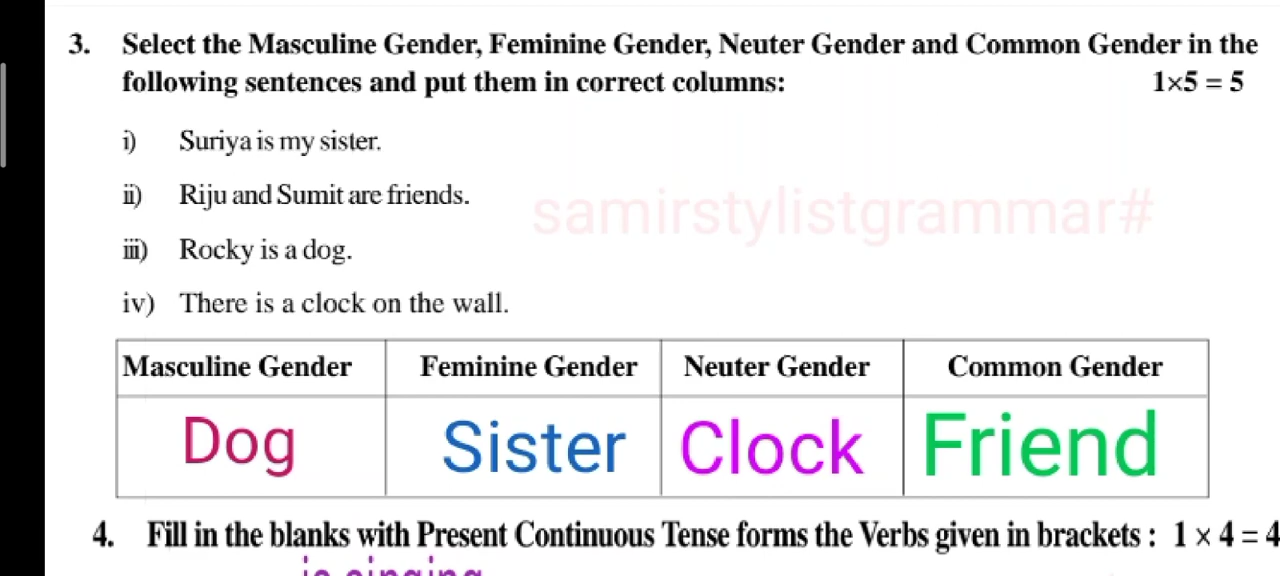 3. Select the Masculine Gender, Feminine Gender, Neuter Gender and Common Gender in the
following sentences and put them in correct columns: 1×5 = 5
i) Suriya is my sister.
ii) Riju and Sumit are friends.
samirstylistgrammar#
iii) Rocky is a dog.
iv) There is a clock on the wall.
Masculine Gender Feminine Gender Neuter Gender Common Gender
Dog Sister Clock Friend
4. Fill in the blanks with Present Continuous Tense forms the Verbs given in brackets : 1 × 4 = 4
is singing